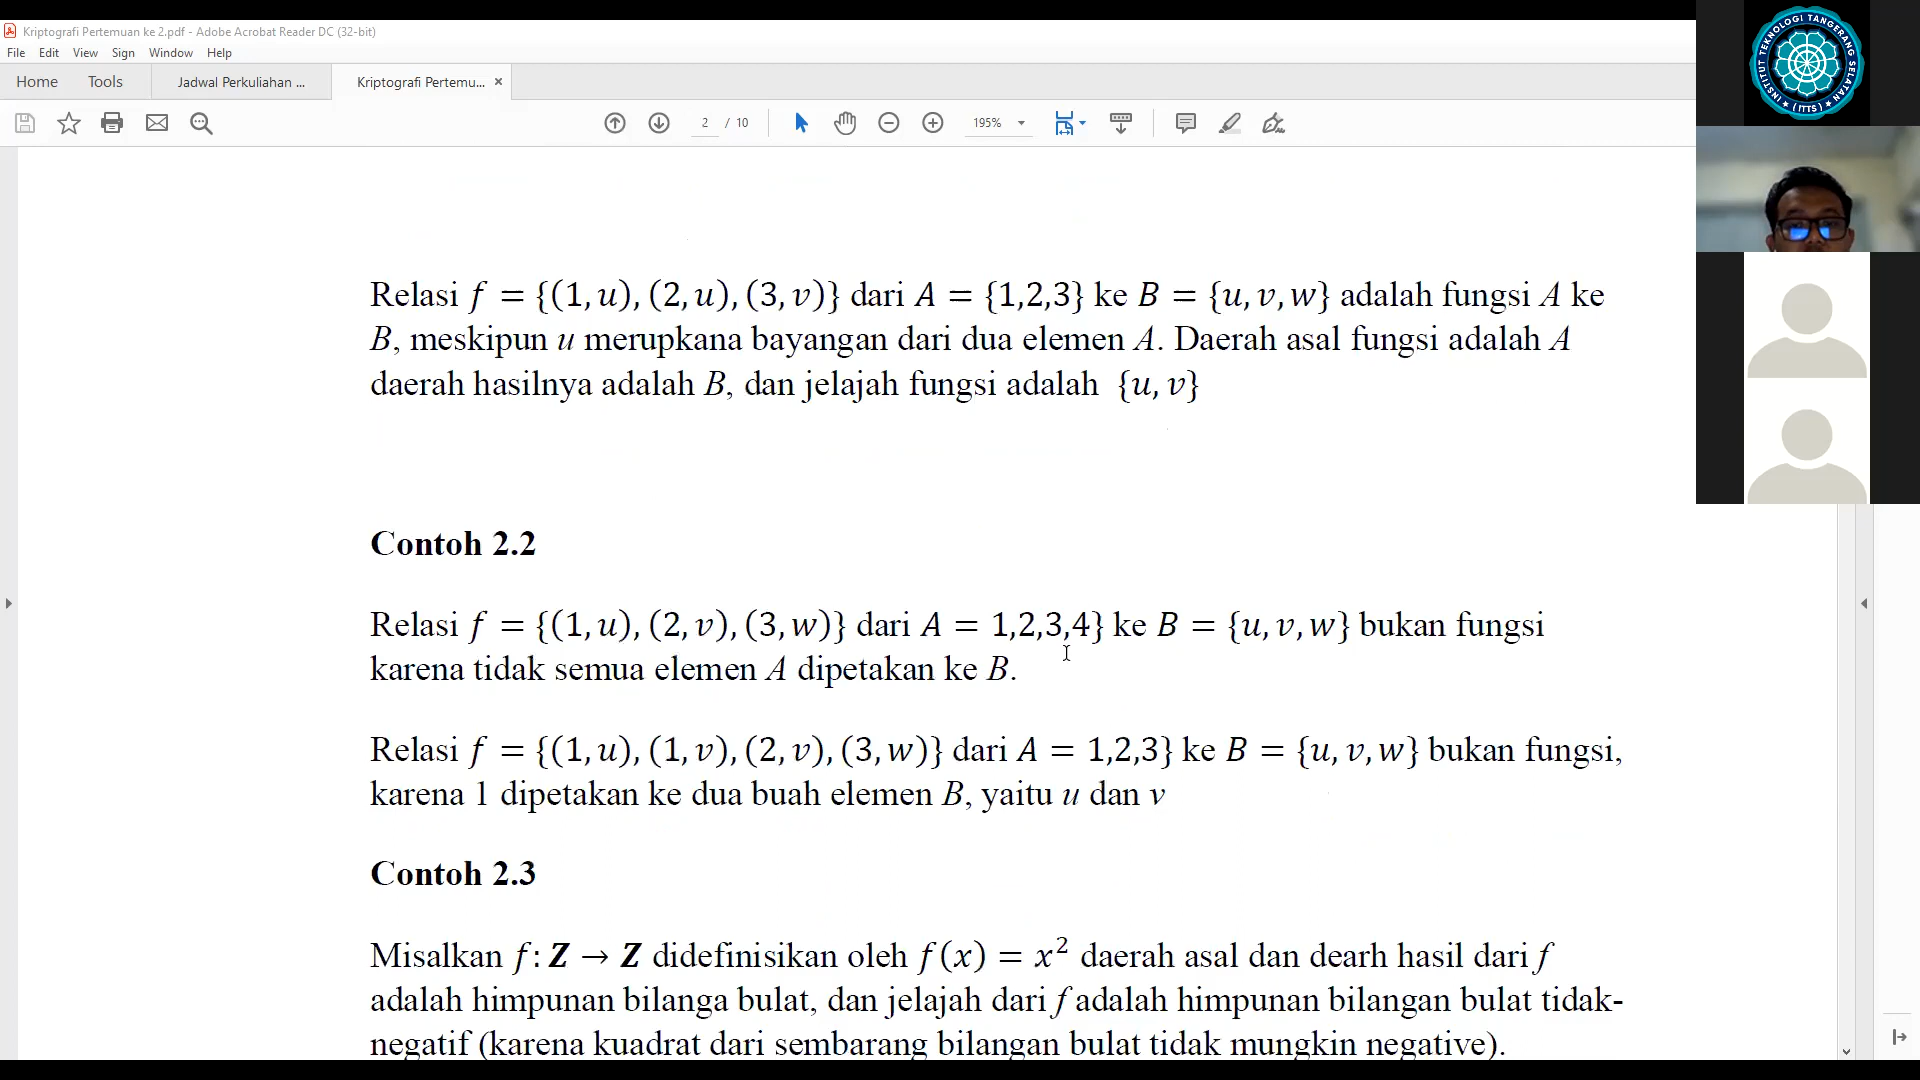 Kriptografi Pertemuan ke 2.pdf - Adobe Acrobat Reader DC (32-bit)
File Edit View Sign Window Help
Home Tools Jadwal Perkuliahan ... Kriptografi Pertemu... ×
2 / 10 195%
INSTITUT TEKNOLOGI TANGERANG SELATAN
(ITTS)
Relasi f = {(1, u), (2, u), (3, v)} dari A = {1,2,3} ke B = {u, v, w} adalah fungsi A ke
B, meskipun u merupkana bayangan dari dua elemen A. Daerah asal fungsi adalah A
daerah hasilnya adalah B, dan jelajah fungsi adalah {u, v}
Contoh 2.2
Relasi f = {(1, u), (2, v), (3, w)} dari A = 1,2,3,4} ke B = {u, v, w} bukan fungsi
karena tidak semua elemen A dipetakan ke B.
Relasi f = {(1, u), (1, v), (2, v), (3, w)} dari A = 1,2,3} ke B = {u, v, w} bukan fungsi,
karena 1 dipetakan ke dua buah elemen B, yaitu u dan v
Contoh 2.3
Misalkan f: Z → Z didefinisikan oleh f(x) = x² daerah asal dan dearh hasil dari f
adalah himpunan bilanga bulat, dan jelajah dari f adalah himpunan bilangan bulat tidak-
negatif (karena kuadrat dari sembarang bilangan bulat tidak mungkin negative).